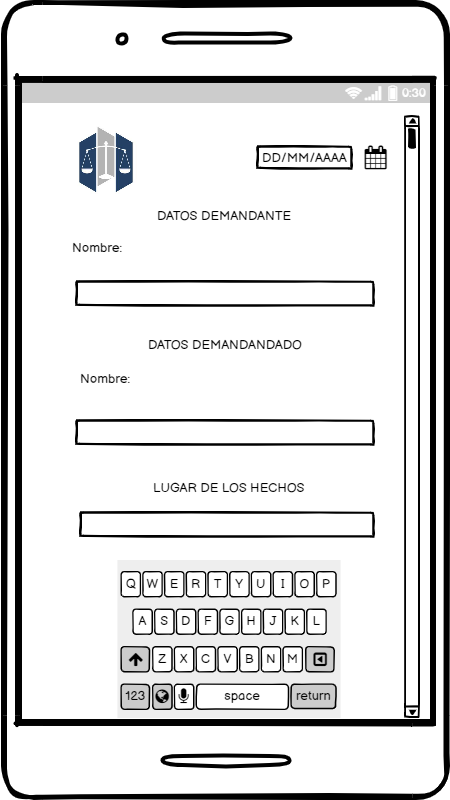 0:30
DD/MM/AAAA
DATOS DEMANDANTE
Nombre:
DATOS DEMANDANDADO
Nombre:
LUGAR DE LOS HECHOS
Q W E R T Y U I O P
A S D F G H J K L
Z X C V B N M
123 space return